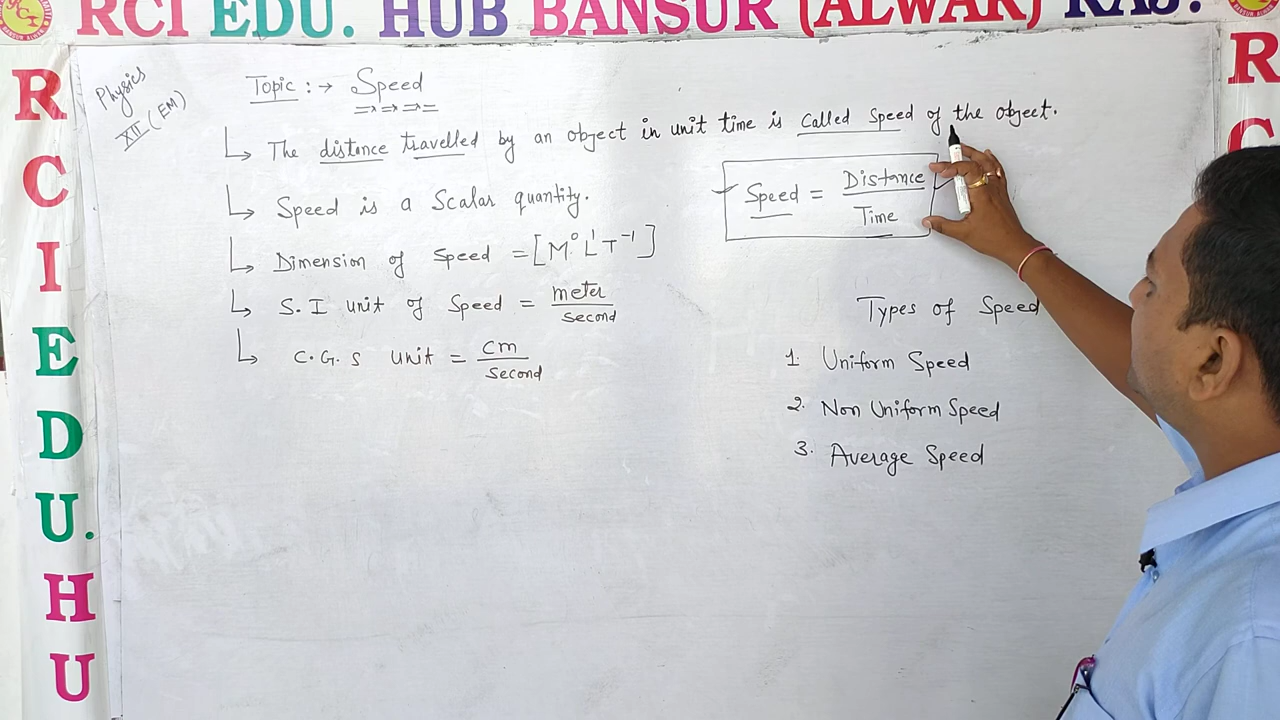 RCI EDU. HUB BANSUR (ALWAR) RAJ.
R
C
I
E
D
U.
H
U
R
C
Physics
XII (EM)
Topic :→ Speed
The distance travelled by an object in unit time is called speed of the object.
Speed is a Scalar quantity.
Dimension of Speed = [M⁰L¹T⁻¹]
S.I unit of Speed = meter/second
C.G.S unit = cm/second
Speed = Distance/Time
Types of Speed
1. Uniform Speed
2. Non Uniform Speed
3. Average Speed